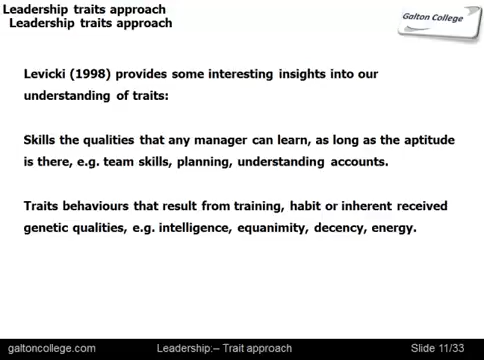 Leadership traits approach
Leadership traits approach
Galton College
Levicki (1998) provides some interesting insights into our
understanding of traits:
Skills the qualities that any manager can learn, as long as the aptitude
is there, e.g. team skills, planning, understanding accounts.
Traits behaviours that result from training, habit or inherent received
genetic qualities, e.g. intelligence, equanimity, decency, energy.
galtoncollege.com Leadership:– Trait approach Slide 11/33